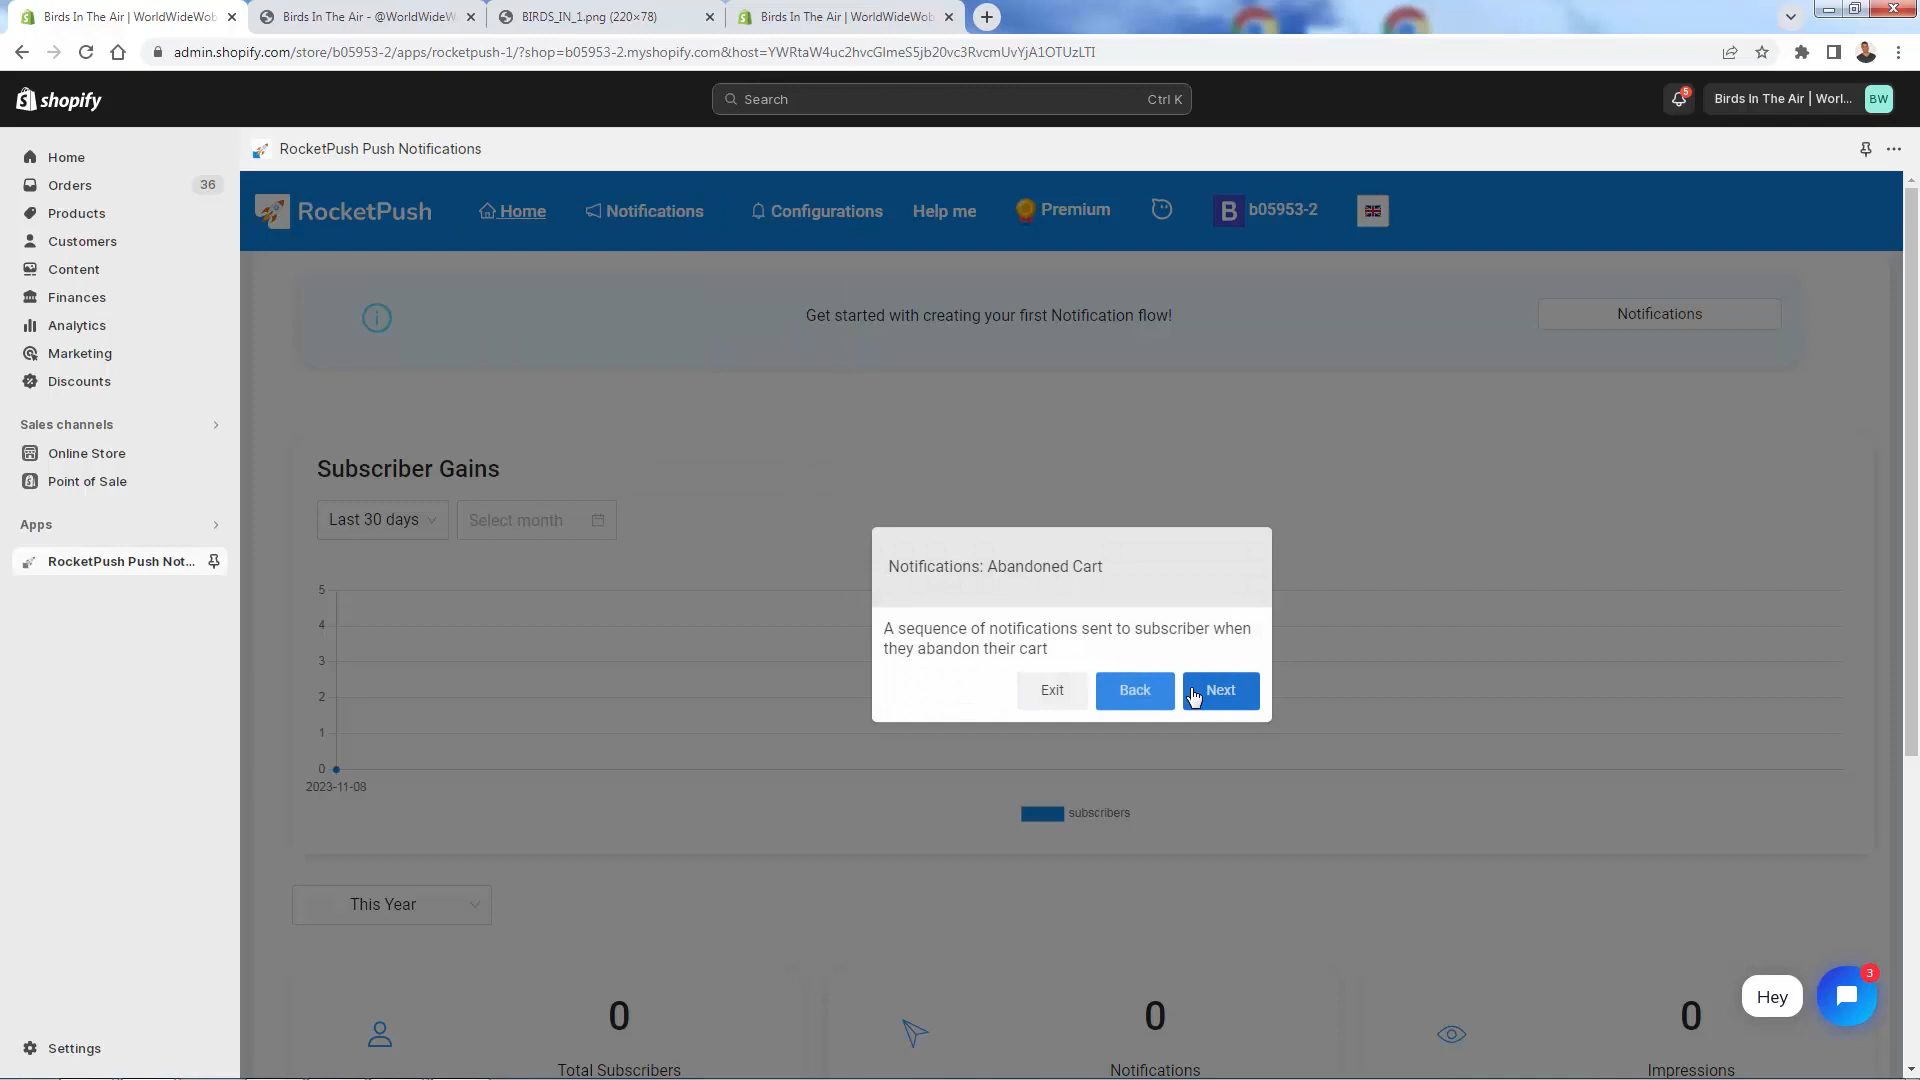 Birds In The Air | WorldWideWob
Birds In The Air - @WorldWideW
BIRDS_IN_1.png (220×78)
Birds In The Air | WorldWideWob
admin.shopify.com/store/b05953-2/apps/rocketpush-1/?shop=b05953-2.myshopify.com&host=YWRtaW4uc2hvcGlmeS5jb20vc3RvcmUvYjA1OTUzLTI
shopify
Search
Ctrl K
5
Birds In The Air | Worl...
BW
Home
Orders
36
Products
Customers
Content
Finances
Analytics
Marketing
Discounts
Sales channels
Online Store
Point of Sale
Apps
RocketPush Push Not...
Settings
RocketPush Push Notifications
RocketPush
Home
Notifications
Configurations
Help me
Premium
B
b05953-2
Get started with creating your first Notification flow!
Notifications
Subscriber Gains
Last 30 days
Select month
5
4
3
2
1
0
2023-11-08
subscribers
Notifications: Abandoned Cart
A sequence of notifications sent to subscriber when
they abandon their cart
Exit
Back
Next
This Year
0
Total Subscribers
0
Notifications
0
Impressions
Hey
3